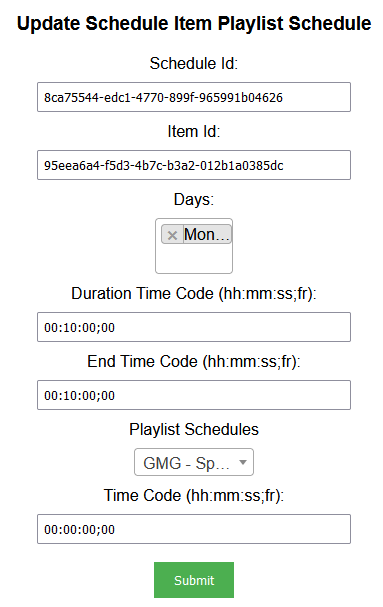 Update Schedule Item Playlist Schedule
Schedule Id:
8ca75544-edc1-4770-899f-965991b04626
Item Id:
95eea6a4-f5d3-4b7c-b3a2-012b1a0385dc
Days:
× Mon...
Duration Time Code (hh:mm:ss;fr):
00:10:00;00
End Time Code (hh:mm:ss;fr):
00:10:00;00
Playlist Schedules
GMG - Sp...
Time Code (hh:mm:ss;fr):
00:00:00;00
Submit